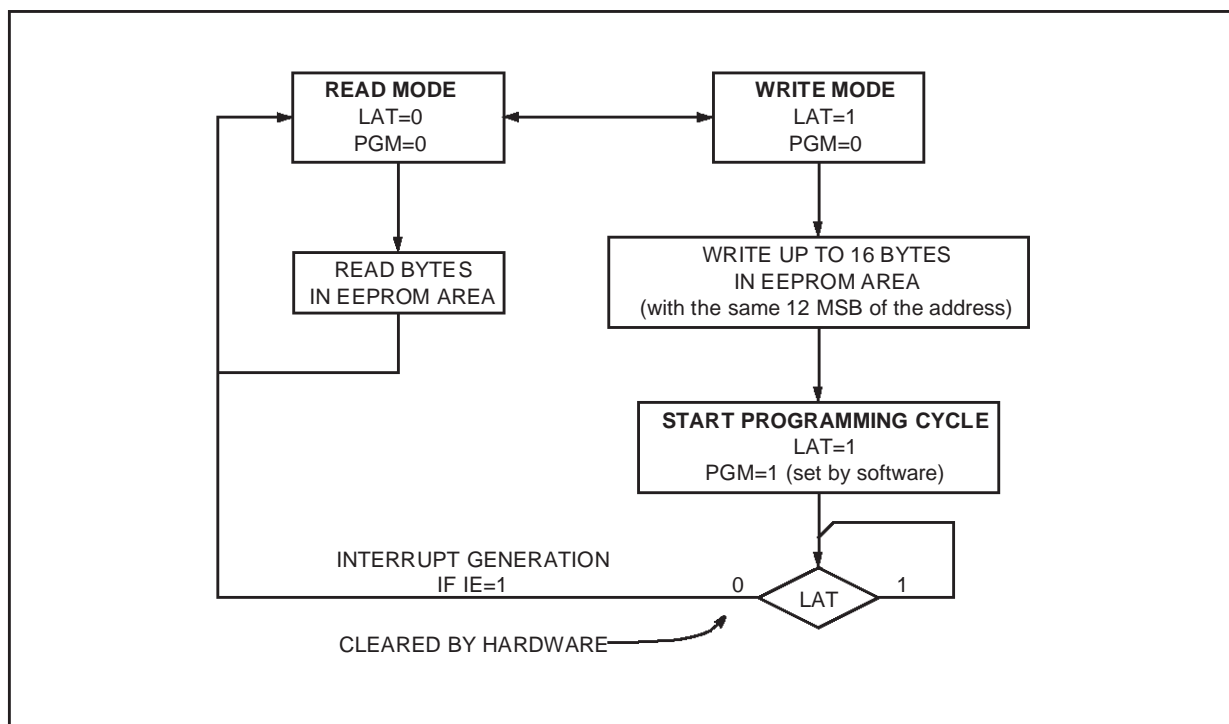 READ MODE
LAT=0
PGM=0
WRITE MODE
LAT=1
PGM=0
READ BYTES
IN EEPROM AREA
WRITE UP TO 16 BYTES
IN EEPROM AREA
(with the same 12 MSB of the address)
START PROGRAMMING CYCLE
LAT=1
PGM=1 (set by software)
INTERRUPT GENERATION
IF IE=1
0
LAT
1
CLEARED BY HARDWARE